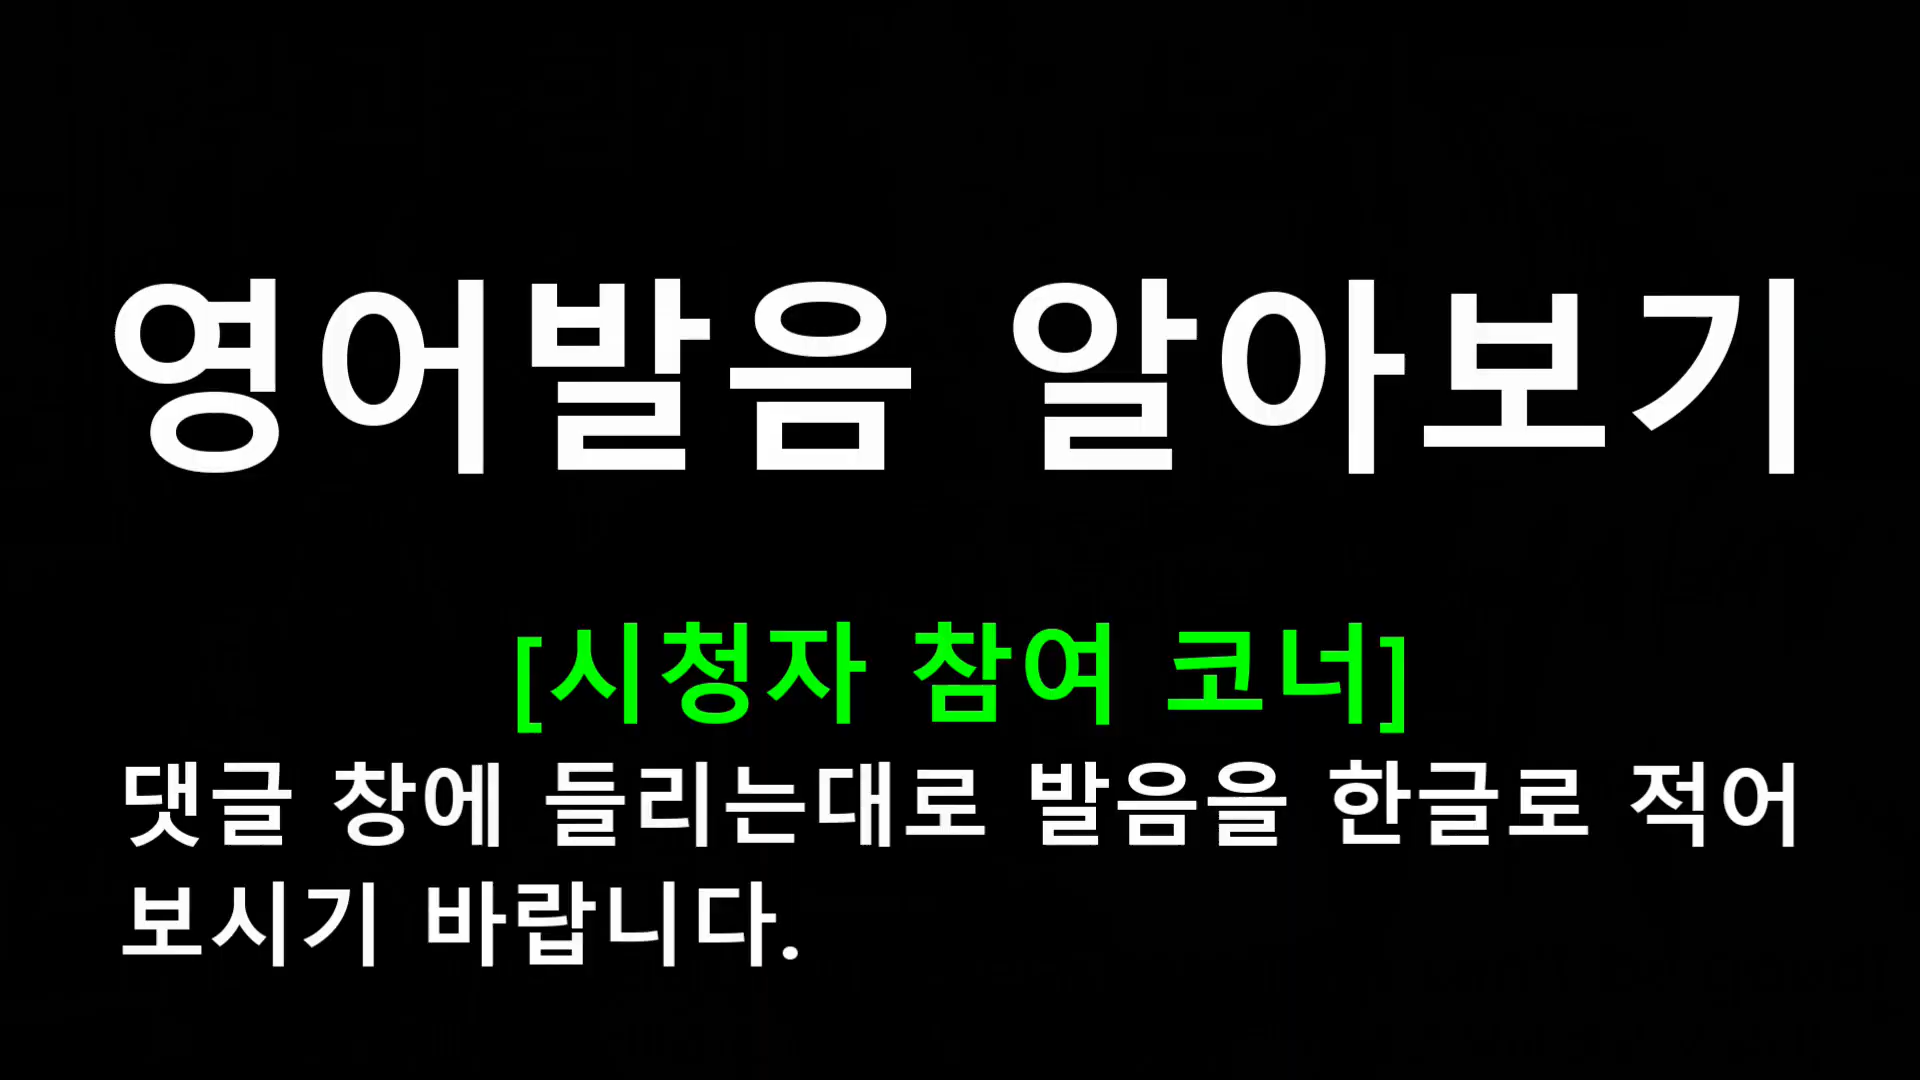 영어발음 알아보기
[시청자 참여 코너]
댓글 창에 들리는대로 발음을 한글로 적어
보시기 바랍니다.